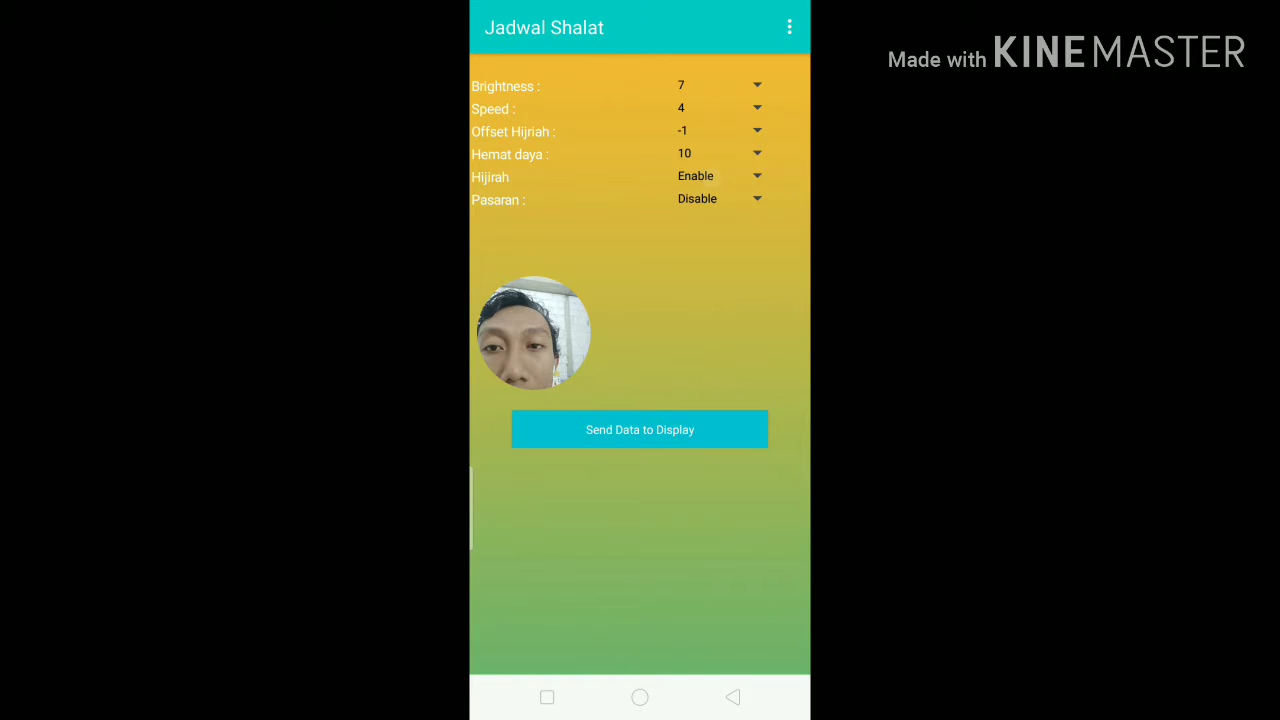 Jadwal Shalat
Made with KINEMASTER
Brightness : 7
Speed : 4
Offset Hijriah : -1
Hemat daya : 10
Hijirah Enable
Pasaran : Disable
Send Data to Display